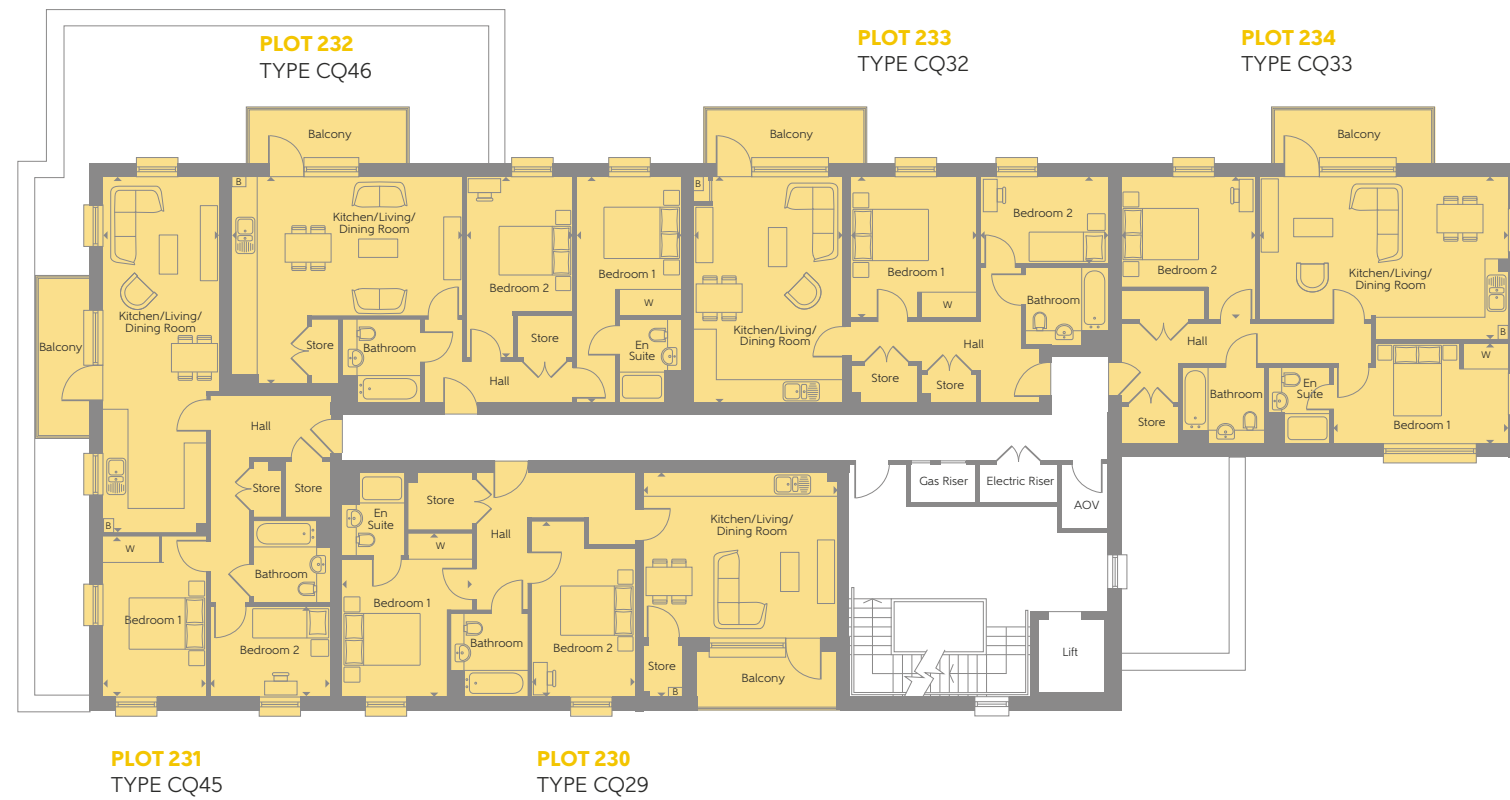 PLOT 232
TYPE CQ46
PLOT 233
TYPE CQ32
PLOT 234
TYPE CQ33
Balcony
B
Kitchen/Living/
Dining Room
Bedroom 2
Bedroom 1
W
Store
Bathroom
Store
En
Suite
Hall
Balcony
B
Kitchen/Living/
Dining Room
Bedroom 1
W
Bedroom 2
Bathroom
Hall
Store
Store
Balcony
Bedroom 2
Kitchen/Living/
Dining Room
B
Hall
W
En
Suite
Bathroom
Store
Bedroom 1
Kitchen/Living/
Dining Room
Balcony
Hall
Store
Store
B
W
Bathroom
Bedroom 1
Bedroom 2
En
Suite
Store
Hall
W
Bedroom 1
Bathroom
Bedroom 2
Kitchen/Living/
Dining Room
Store
B
Balcony
Gas Riser
Electric Riser
AOV
Lift
PLOT 231
TYPE CQ45
PLOT 230
TYPE CQ29